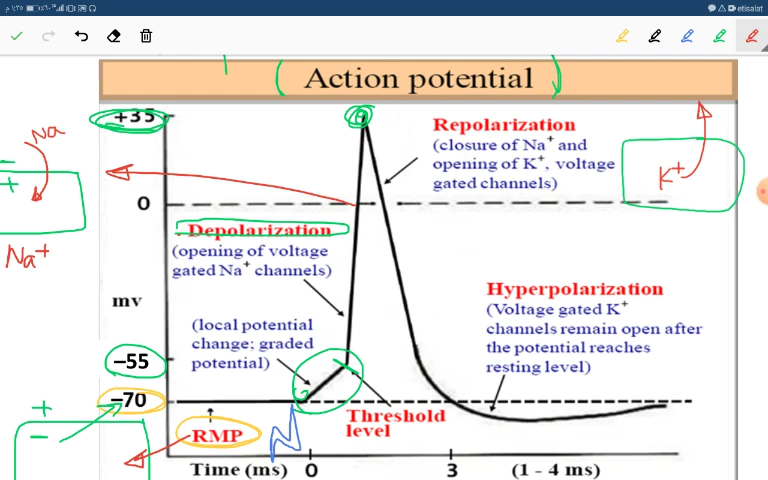 etisalat
Action potential
+35
Na
Repolarization
(closure of Na+ and
opening of K+, voltage
gated channels)
K+
−
+
0
Depolarization
(opening of voltage
gated Na+ channels)
Na+
mv
Hyperpolarization
(Voltage gated K+
channels remain open after
the potential reaches
resting level)
(local potential
change; graded
potential)
−55
−70
+
−
RMP
Threshold
level
Time (ms)
0
3
(1 - 4 ms)